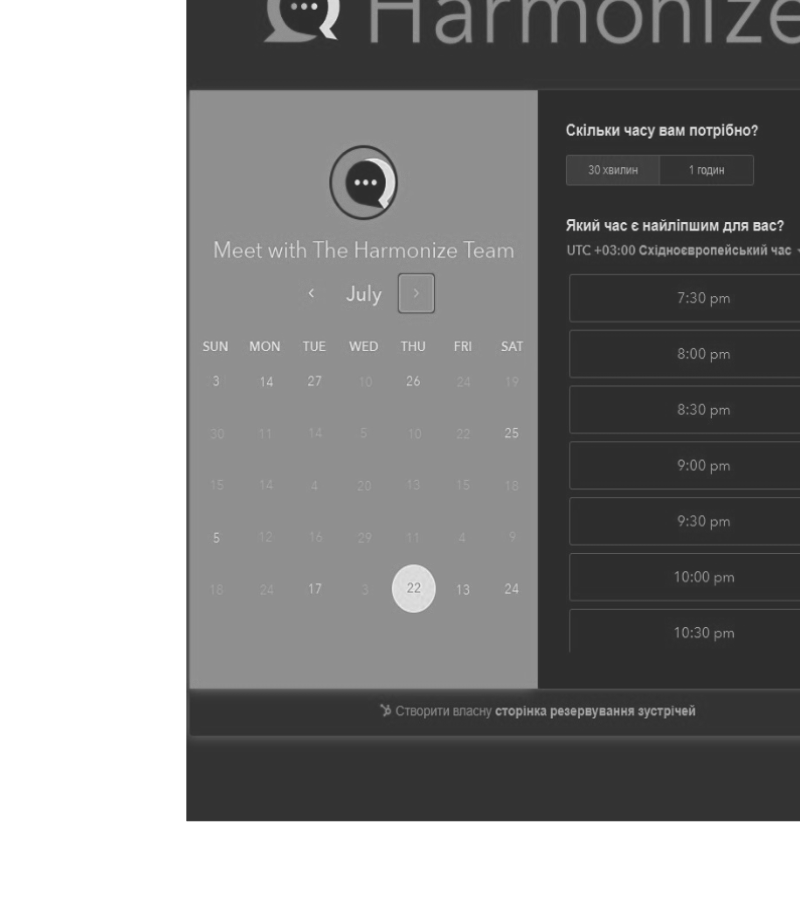 Harmonize
Meet with The Harmonize Team
July
SUN MON TUE WED THU FRI SAT
3 14 27 10 26 24 19
30 11 14 5 10 22 25
15 14 4 20 13 15 18
5 12 16 29 11 4 9
18 24 17 3 22 13 24
Скільки часу вам потрібно?
30 хвилин 1 годин
Який час є найліпшим для вас?
UTC +03:00 Східноєвропейський час
7:30 pm
8:00 pm
8:30 pm
9:00 pm
9:30 pm
10:00 pm
10:30 pm
Створити власну сторінка резервування зустрічей